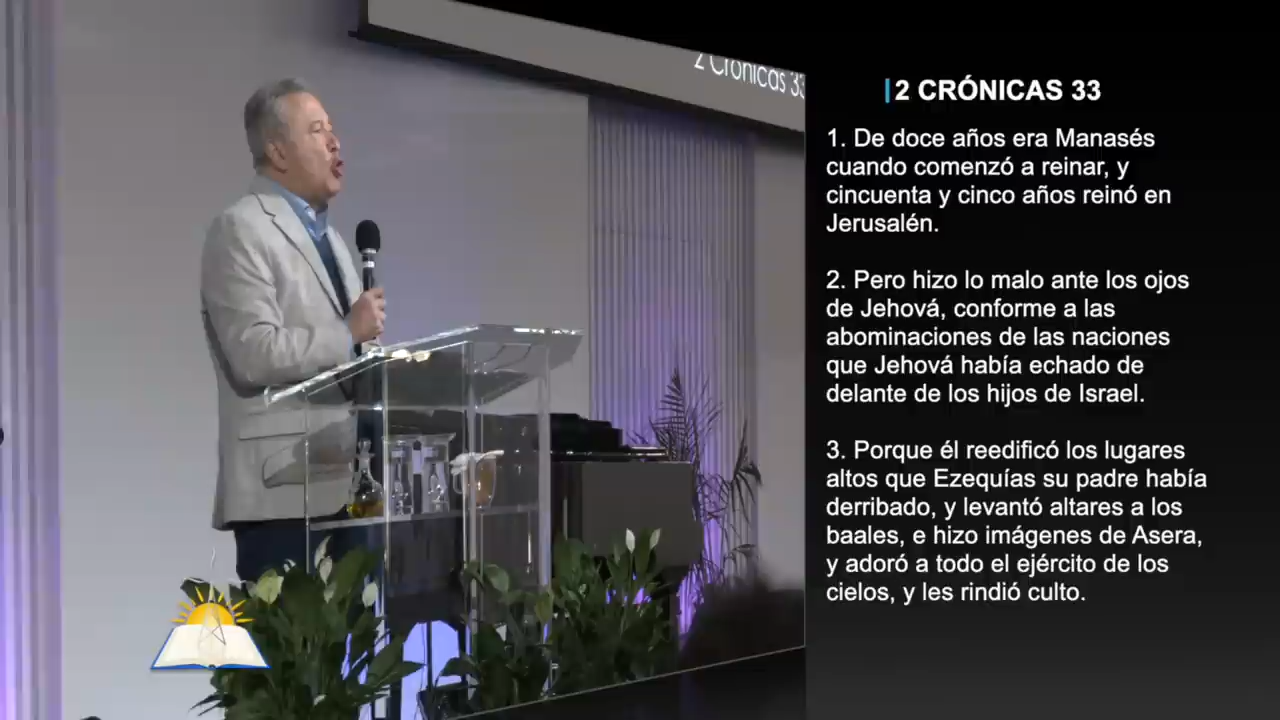 2 Crónicas 33
2 CRÓNICAS 33
1. De doce años era Manasés
cuando comenzó a reinar, y
cincuenta y cinco años reinó en
Jerusalén.
2. Pero hizo lo malo ante los ojos
de Jehová, conforme a las
abominaciones de las naciones
que Jehová había echado de
delante de los hijos de Israel.
3. Porque él reedificó los lugares
altos que Ezequías su padre había
derribado, y levantó altares a los
baales, e hizo imágenes de Asera,
y adoró a todo el ejército de los
cielos, y les rindió culto.